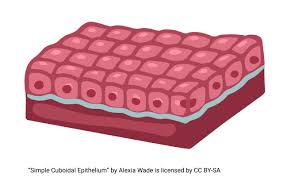 "Simple Cuboidal Epithelium" by Alexia Wade is licensed by CC BY-SA